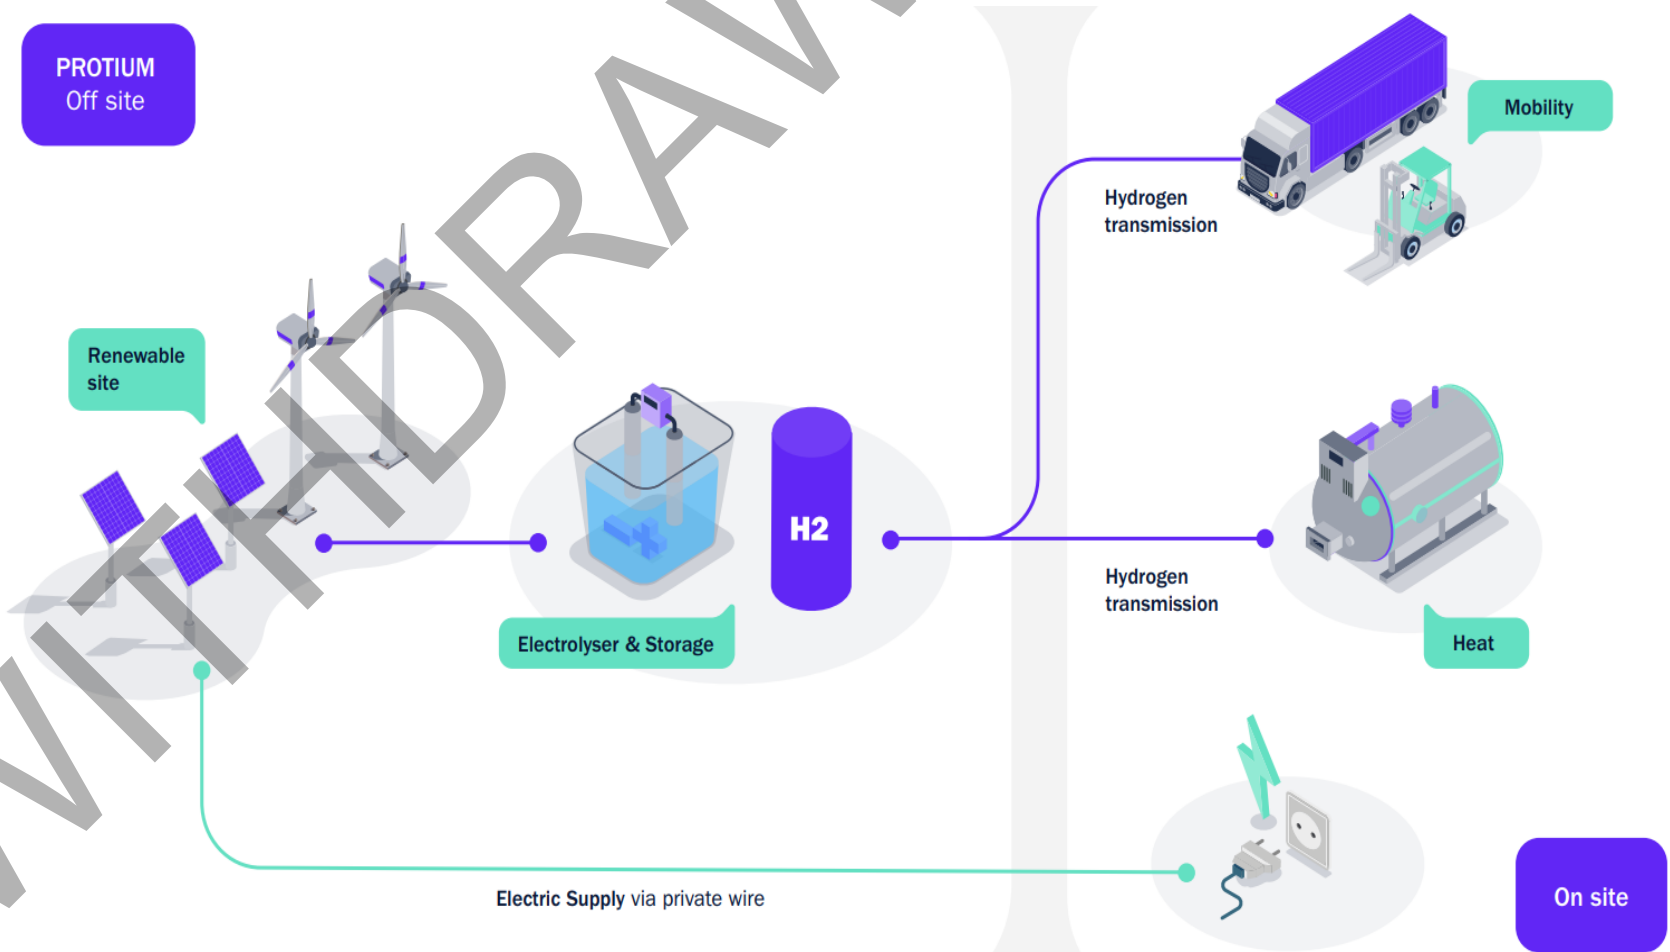 PROTIUM
Off site
Mobility
Hydrogen
transmission
Renewable
site
H2
Electrolyser & Storage
Hydrogen
transmission
Heat
Electric Supply via private wire
On site
WITHDRAW